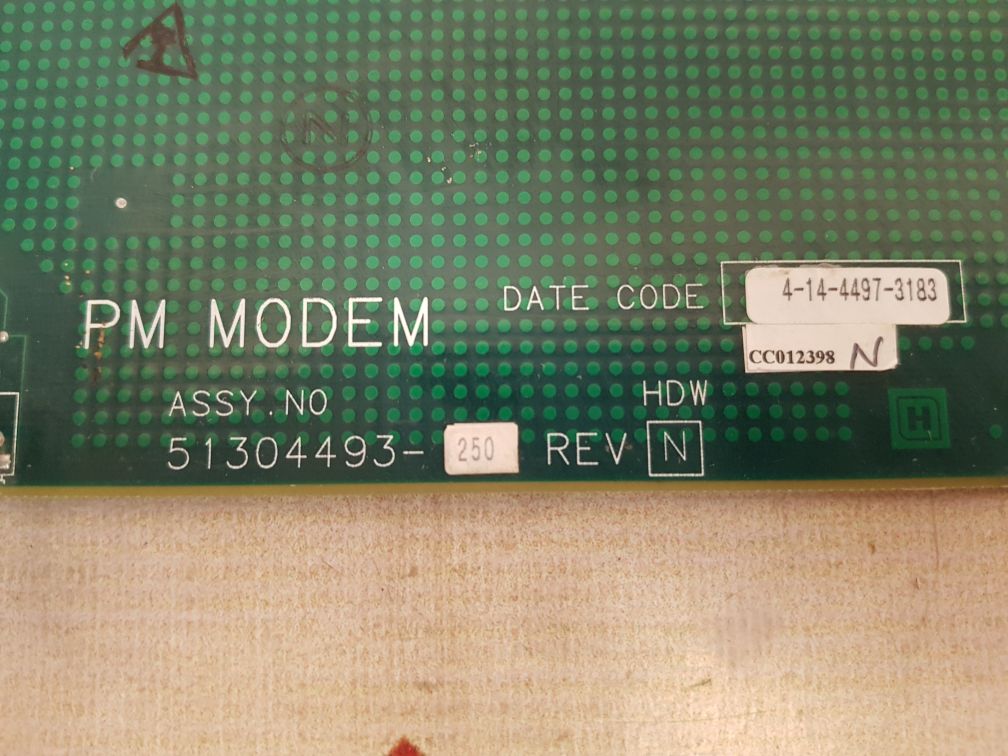 N
PM MODEM
DATE CODE 4-14-4497-3183
CC012398 N
ASSY.NO
51304493- 250
HDW
REV N
H